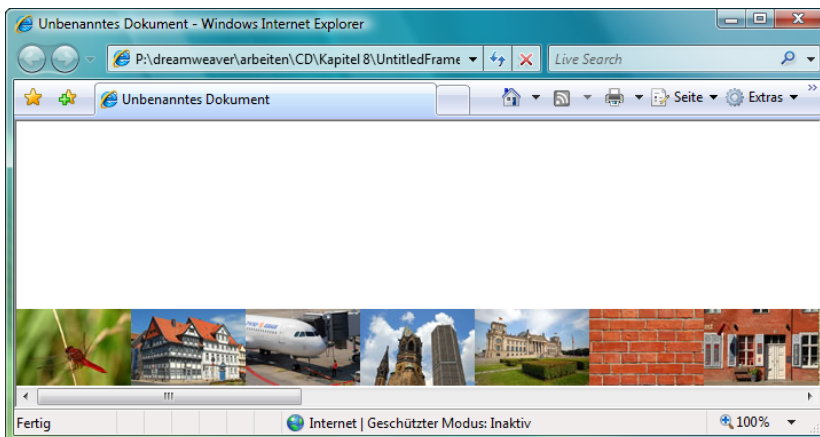 Unbenanntes Dokument - Windows Internet Explorer
P:\dreamweaver\arbeiten\CD\Kapitel 8\UntitledFrame
Live Search
Unbenanntes Dokument
Seite
Extras
Fertig
Internet | Geschützter Modus: Inaktiv
100%